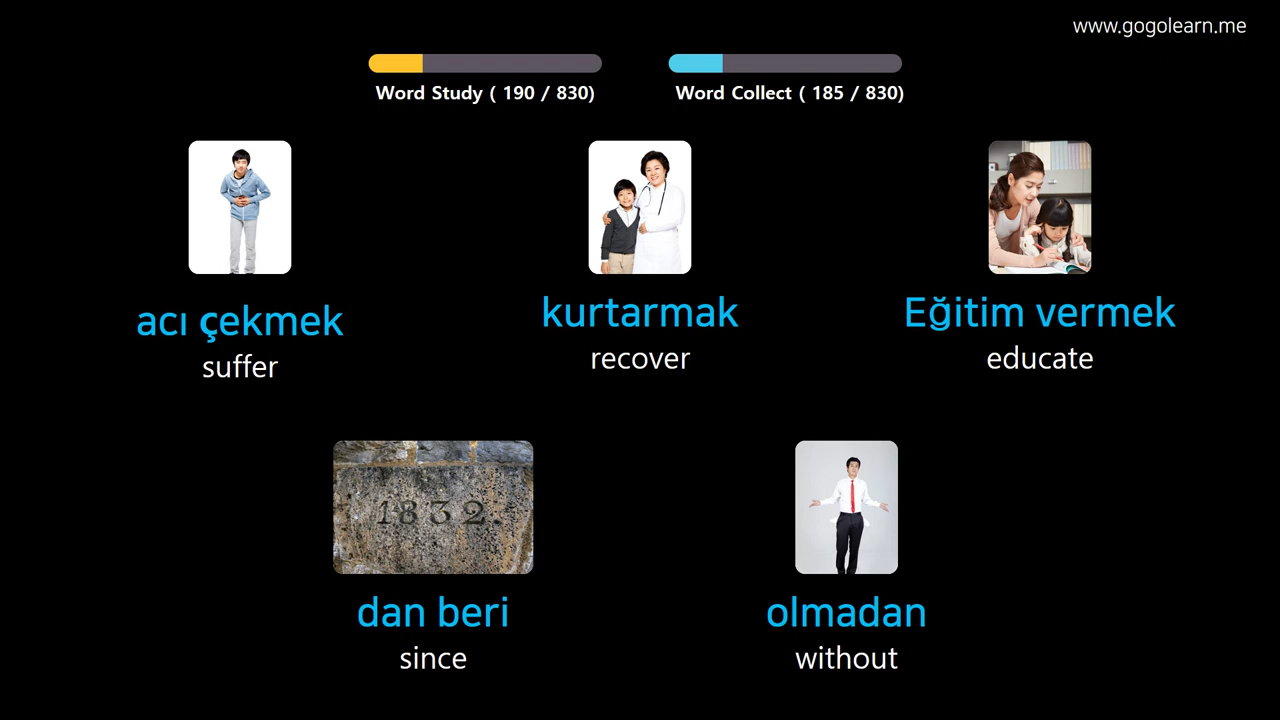 www.gogolearn.me
Word Study ( 190 / 830)
Word Collect ( 185 / 830)
acı çekmek
suffer
kurtarmak
recover
Eğitim vermek
educate
1832.
dan beri
since
olmadan
without